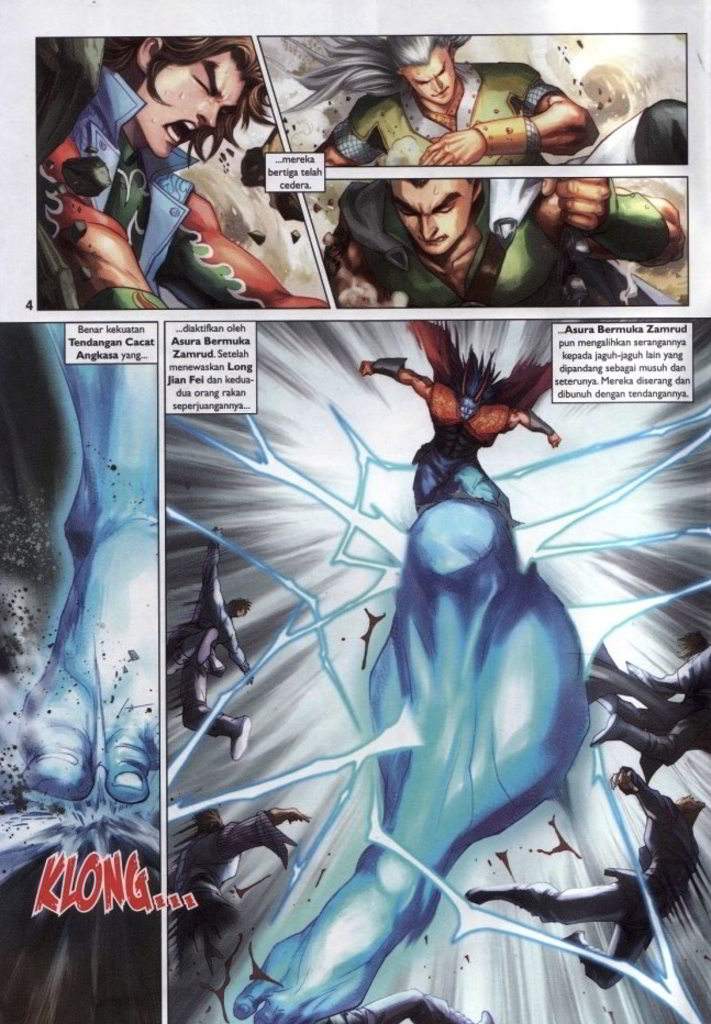 ...mereka
bertiga telah
cedera.
4
Benar kekuatan
Tendangan Cacat
Angkasa yang...
...diaktifkan oleh
Asura Bermuka
Zamrud. Setelah
menewaskan Long
Jian Fei dan kedua-
dua orang rakan
seperjuangannya...
...Asura Bermuka Zamrud
pun mengalihkan serangannya
kepada jaguh-jaguh lain yang
dipandang sebagai musuh dan
seterunya. Mereka diserang dan
dibunuh dengan tendangannya.
KLONG...